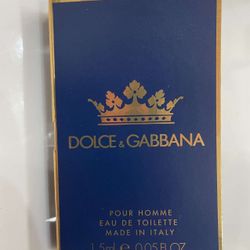 DOLCE & GABBANA
POUR HOMME
EAU DE TOILETTE
MADE IN ITALY
1.5ml e 0.05 FL.OZ.